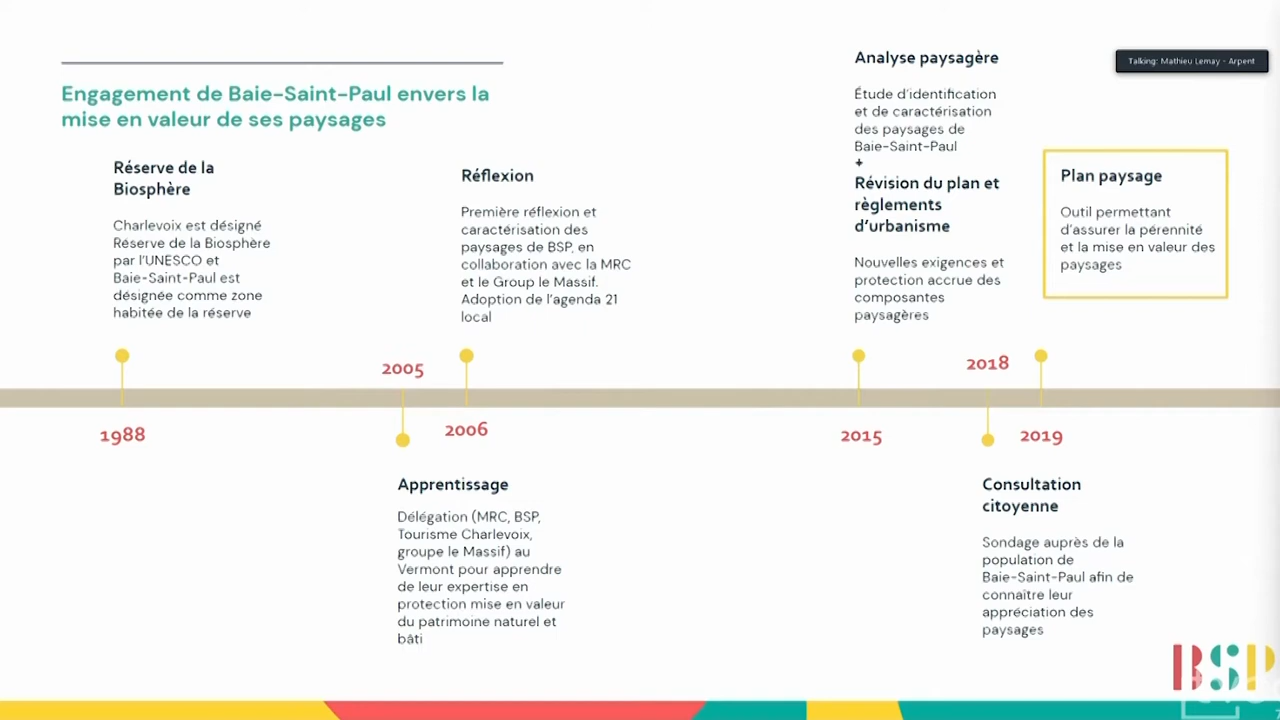 Engagement de Baie-Saint-Paul envers la
mise en valeur de ses paysages
Talking: Mathieu Lemay - Arpent
Réserve de la
Biosphère
Charlevoix est désigné
Réserve de la Biosphère
par l'UNESCO et
Baie-Saint-Paul est
désignée comme zone
habitée de la réserve
1988
2005
Apprentissage
Délégation (MRC, BSP,
Tourisme Charlevoix,
groupe le Massif) au
Vermont pour apprendre
de leur expertise en
protection mise en valeur
du patrimoine naturel et
bâti
Réflexion
Première réflexion et
caractérisation des
paysages de BSP, en
collaboration avec la MRC
et le Group le Massif.
Adoption de l'agenda 21
local
2006
Analyse paysagère
Étude d'identification
et de caractérisation
des paysages de
Baie-Saint-Paul
+
Révision du plan et
règlements
d'urbanisme
Nouvelles exigences et
protection accrue des
composantes
paysagères
2015
2018
Consultation
citoyenne
Sondage auprès de la
population de
Baie-Saint-Paul afin de
connaître leur
appréciation des
paysages
Plan paysage
Outil permettant
d'assurer la pérennité
et la mise en valeur des
paysages
2019
BSP